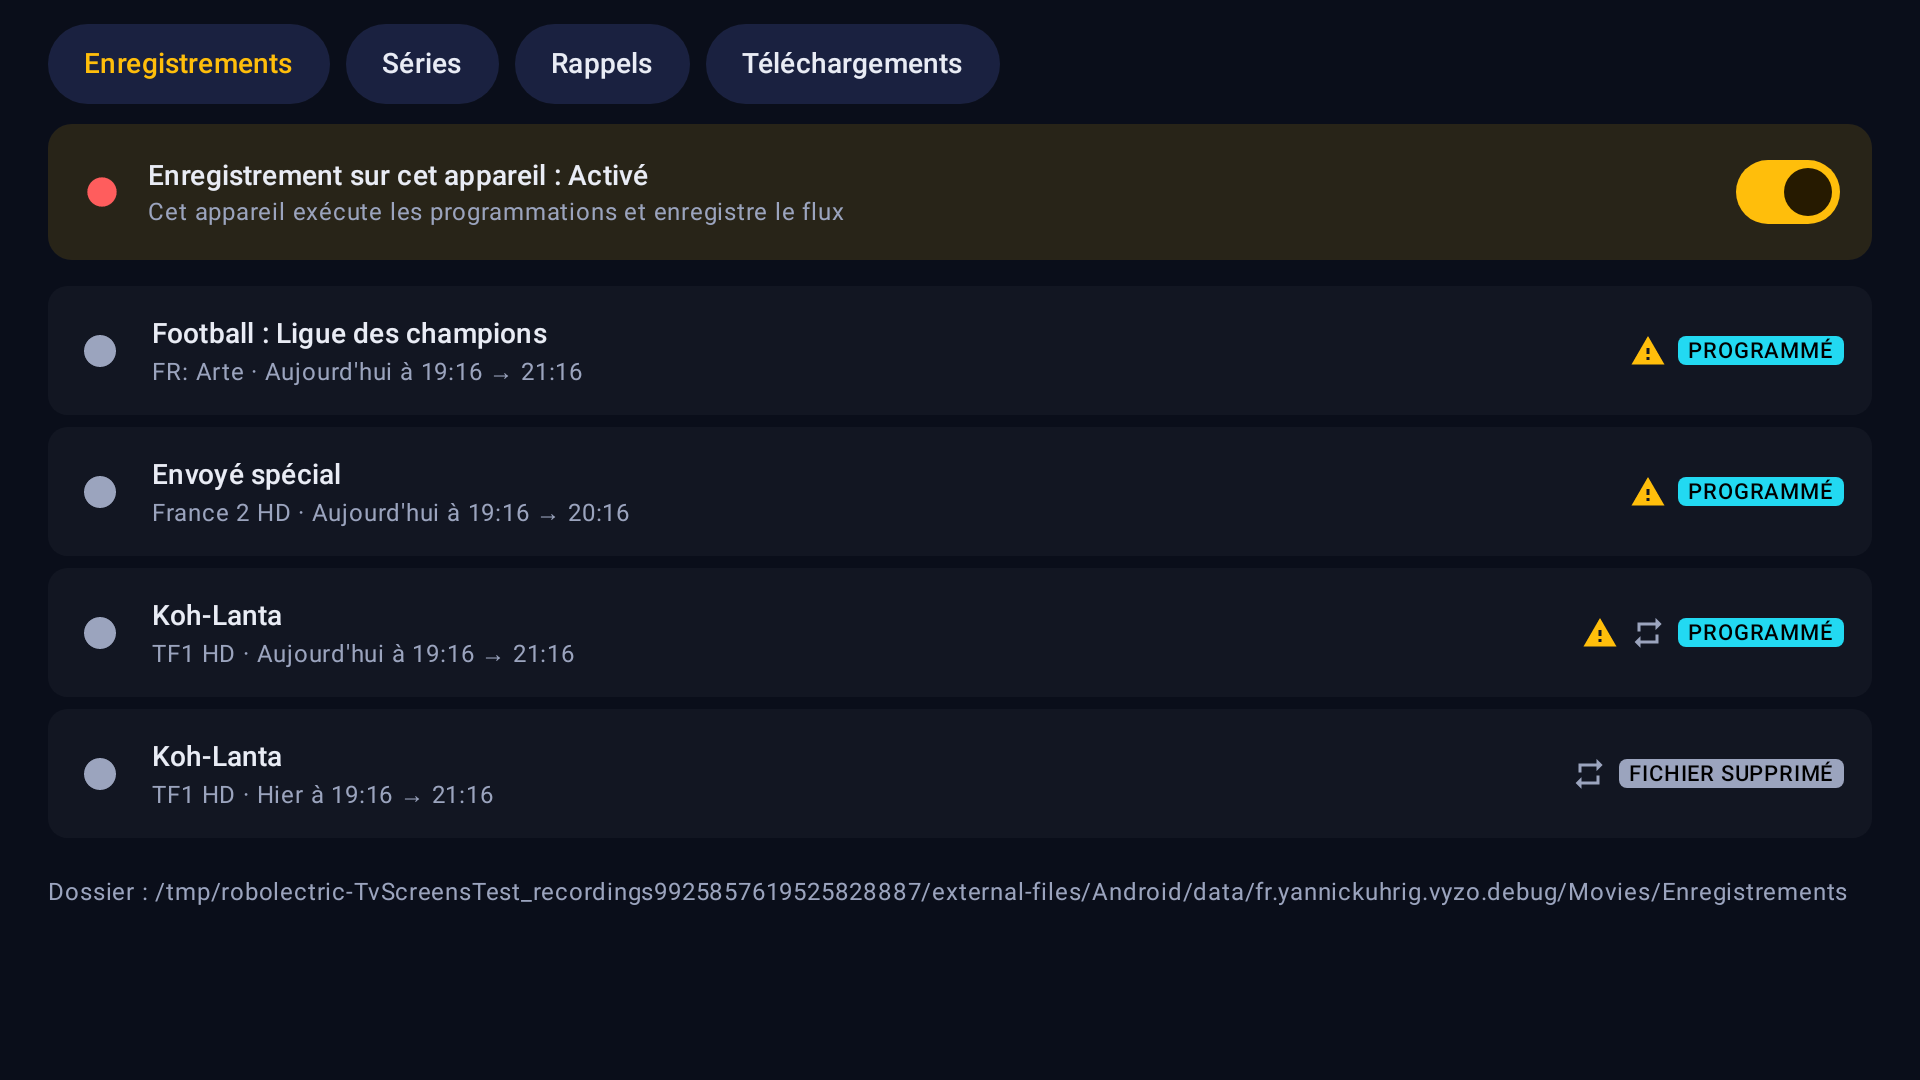 Enregistrements
Séries
Rappels
Téléchargements
Enregistrement sur cet appareil : Activé
Cet appareil exécute les programmations et enregistre le flux
Football : Ligue des champions
FR: Arte · Aujourd'hui à 19:16 → 21:16
PROGRAMMÉ
Envoyé spécial
France 2 HD · Aujourd'hui à 19:16 → 20:16
PROGRAMMÉ
Koh-Lanta
TF1 HD · Aujourd'hui à 19:16 → 21:16
PROGRAMMÉ
Koh-Lanta
TF1 HD · Hier à 19:16 → 21:16
FICHIER SUPPRIMÉ
Dossier : /tmp/robolectric-TvScreensTest_recordings9925857619525828887/external-files/Android/data/fr.yannickuhrig.vyzo.debug/Movies/Enregistrements